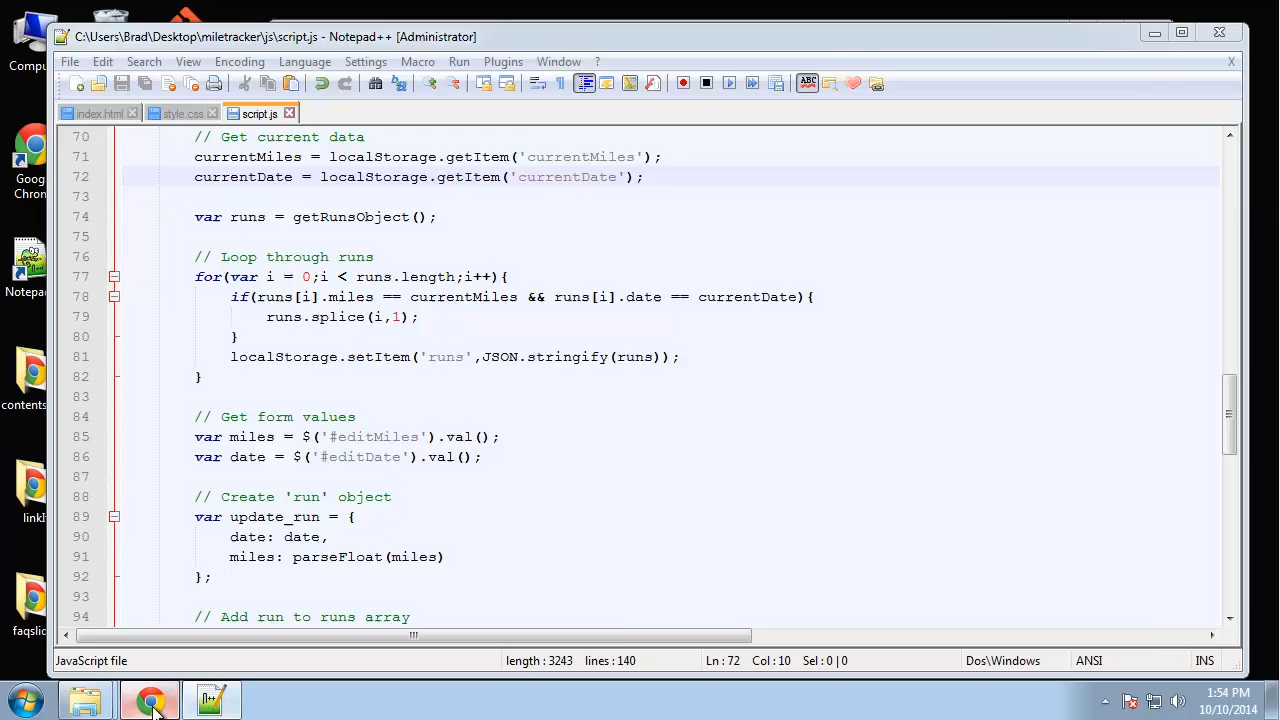 C:\Users\Brad\Desktop\miletracker\js\script.js - Notepad++ [Administrator]
File Edit Search View Encoding Language Settings Macro Run Plugins Window ? X
index.html style.css script.js
70 // Get current data
71 currentMiles = localStorage.getItem('currentMiles');
72 currentDate = localStorage.getItem('currentDate');
73
74 var runs = getRunsObject();
75
76 // Loop through runs
77 for(var i = 0;i < runs.length;i++){
78 if(runs[i].miles == currentMiles && runs[i].date == currentDate){
79 runs.splice(i,1);
80 }
81 localStorage.setItem('runs',JSON.stringify(runs));
82 }
83
84 // Get form values
85 var miles = $('#editMiles').val();
86 var date = $('#editDate').val();
87
88 // Create 'run' object
89 var update_run = {
90 date: date,
91 miles: parseFloat(miles)
92 };
93
94 // Add run to runs array
JavaScript file length : 3243 lines : 140 Ln : 72 Col : 10 Sel : 0 | 0 Dos\Windows ANSI INS
Compu
Goog
Chron
Notepa
contents
linkI
faqslid
1:54 PM
10/10/2014